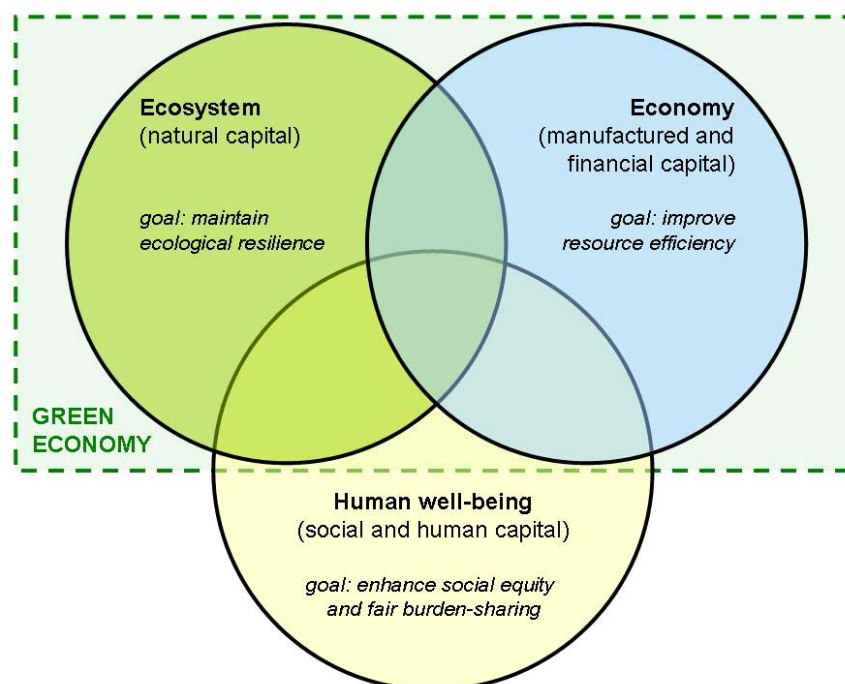 Ecosystem
(natural capital)
goal: maintain
ecological resilience
Economy
(manufactured and
financial capital)
goal: improve
resource efficiency
GREEN
ECONOMY
Human well-being
(social and human capital)
goal: enhance social equity
and fair burden-sharing